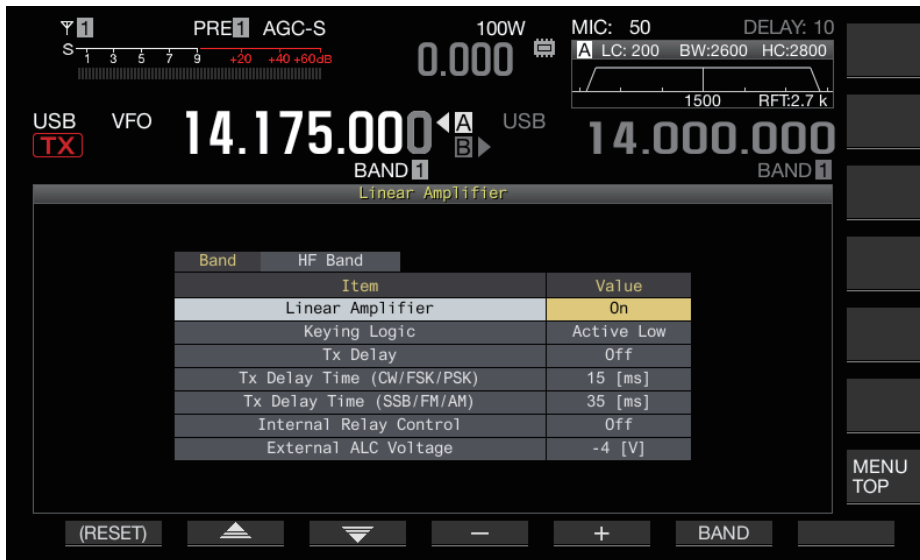 1 PRE1 AGC-S 100W MIC: 50 DELAY: 10
S 1 3 5 7 9 +20 +40 +60dB 0.000 A LC: 200 BW:2600 HC:2800
1500 RFT:2.7 k
USB VFO 14.175.000 A USB 14.000.000
TX B
BAND 1 BAND 1
Linear Amplifier
Band HF Band
Item Value
Linear Amplifier On
Keying Logic Active Low
Tx Delay Off
Tx Delay Time (CW/FSK/PSK) 15 [ms]
Tx Delay Time (SSB/FM/AM) 35 [ms]
Internal Relay Control Off
External ALC Voltage -4 [V]
MENU
TOP
(RESET) − + BAND